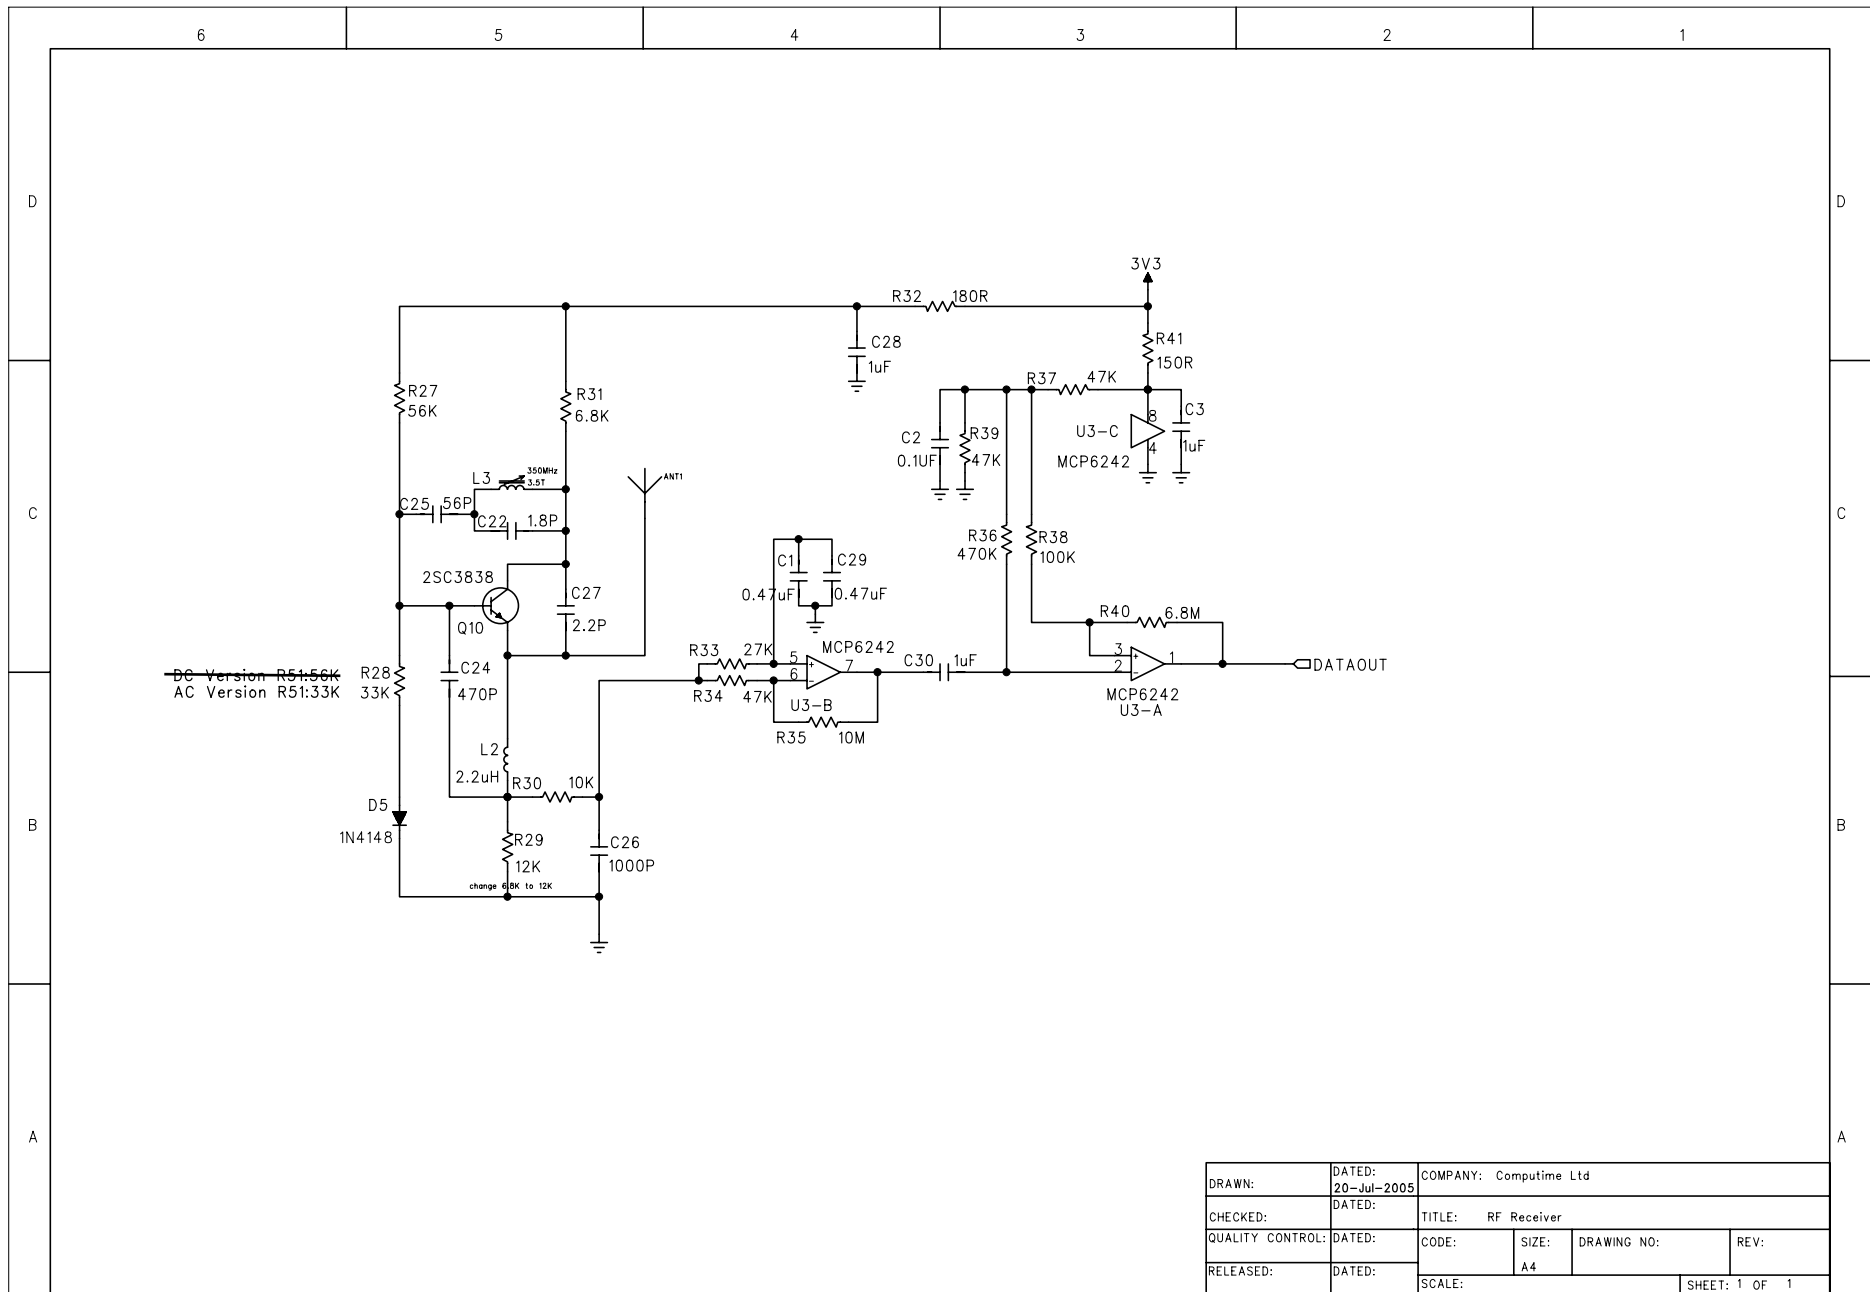 6 5 4 3 2 1
D D
3V3
R32 180R
C28
1uF
R41
150R
R27
56K
R31
6.8K
R37 47K
C3
1uF
8
U3-C
4
MCP6242
C2
0.1UF
R39
47K
L3
350MHz
3.5T
ANT1
C25 56P
C22 1.8P
C C
R36
470K
R38
100K
C1
0.47uF
C29
0.47uF
2SC3838
Q10
C27
2.2P
R40 6.8M
R33 27K
MCP6242
5 +
6 -
7
U3-B
R34 47K
R35 10M
C30 1uF
3 +
2 -
1
DATAOUT
MCP6242
U3-A
DC Version R51:56K
AC Version R51:33K
R28
33K
C24
470P
L2
2.2uH
R30 10K
D5
1N4148
R29
12K
change 6.8K to 12K
C26
1000P
B B
A A
DRAWN:
DATED:
20-Jul-2005
COMPANY: Computime Ltd
CHECKED:
DATED:
TITLE: RF Receiver
QUALITY CONTROL:
DATED:
CODE:
SIZE:
A4
DRAWING NO:
REV:
RELEASED:
DATED:
SCALE:
SHEET: 1 OF 1